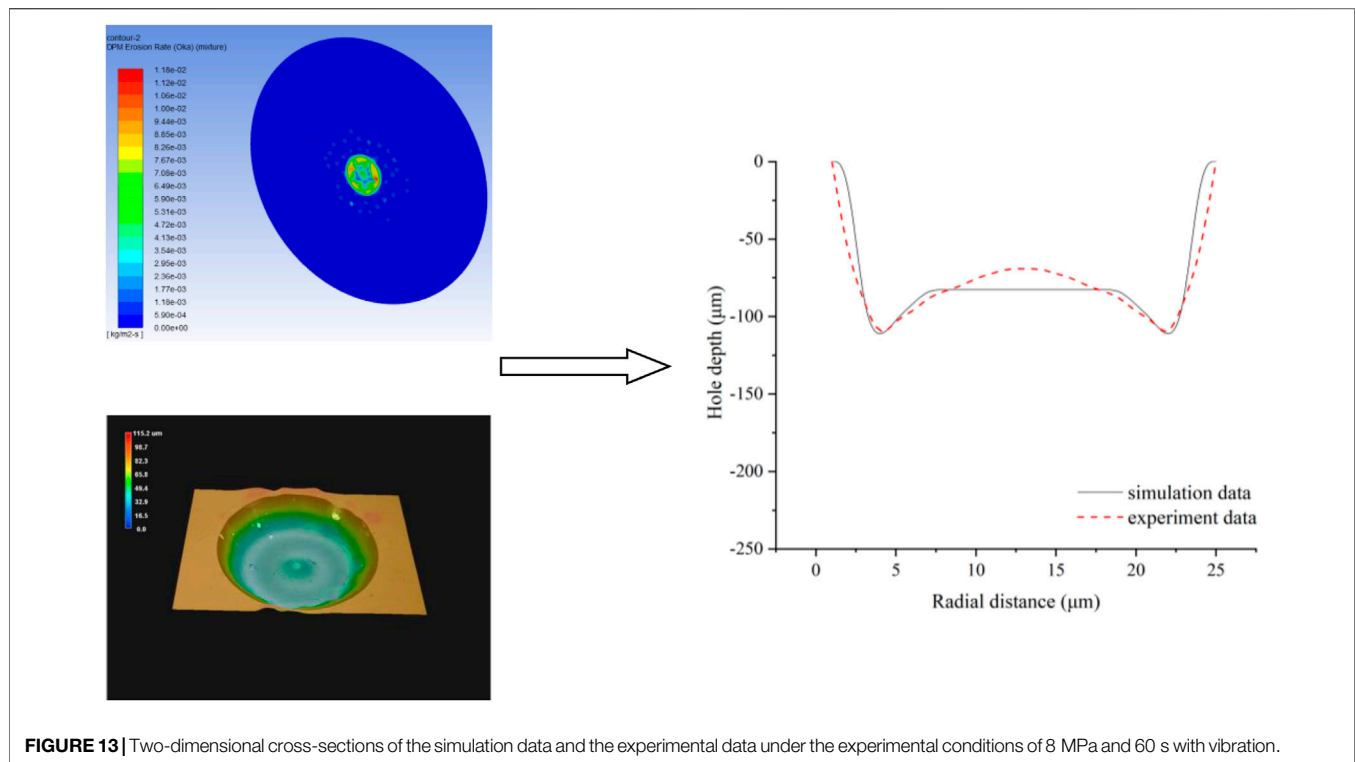 contour-2
DPM Erosion Rate (Oka) (mixture)
1.18e-02
1.12e-02
1.06e-02
1.00e-02
9.44e-03
8.85e-03
8.26e-03
7.67e-03
7.08e-03
6.49e-03
5.90e-03
5.31e-03
4.72e-03
4.13e-03
3.54e-03
2.95e-03
2.36e-03
1.77e-03
1.18e-03
5.90e-04
0.00e+00
[ kg/m2-s ]
115.2 um
98.7
82.3
65.8
49.4
32.9
16.5
0.0
0
-50
-100
-150
-200
-250
Hole depth (μm)
simulation data
experiment data
0 5 10 15 20 25
Radial distance (μm)
FIGURE 13 | Two-dimensional cross-sections of the simulation data and the experimental data under the experimental conditions of 8 MPa and 60 s with vibration.